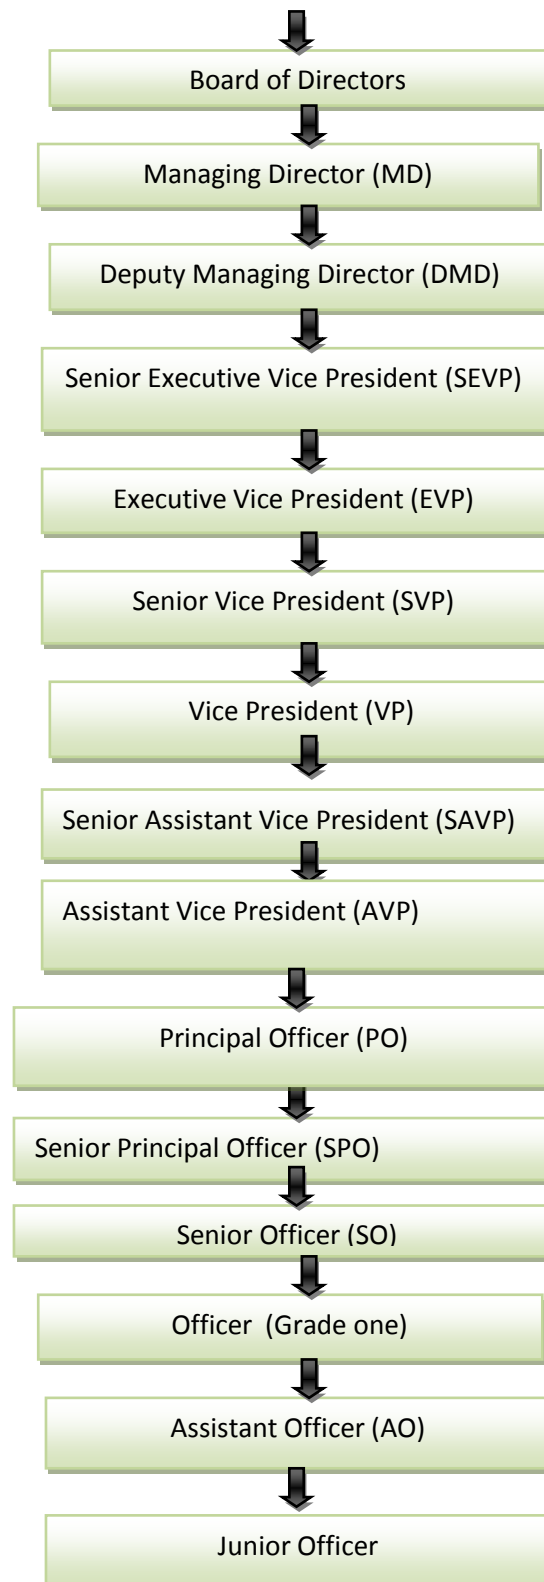 Board of Directors
Managing Director (MD)
Deputy Managing Director (DMD)
Senior Executive Vice President (SEVP)
Executive Vice President (EVP)
Senior Vice President (SVP)
Vice President (VP)
Senior Assistant Vice President (SAVP)
Assistant Vice President (AVP)
Principal Officer (PO)
Senior Principal Officer (SPO)
Senior Officer (SO)
Officer  (Grade one)
Assistant Officer (AO)
Junior Officer